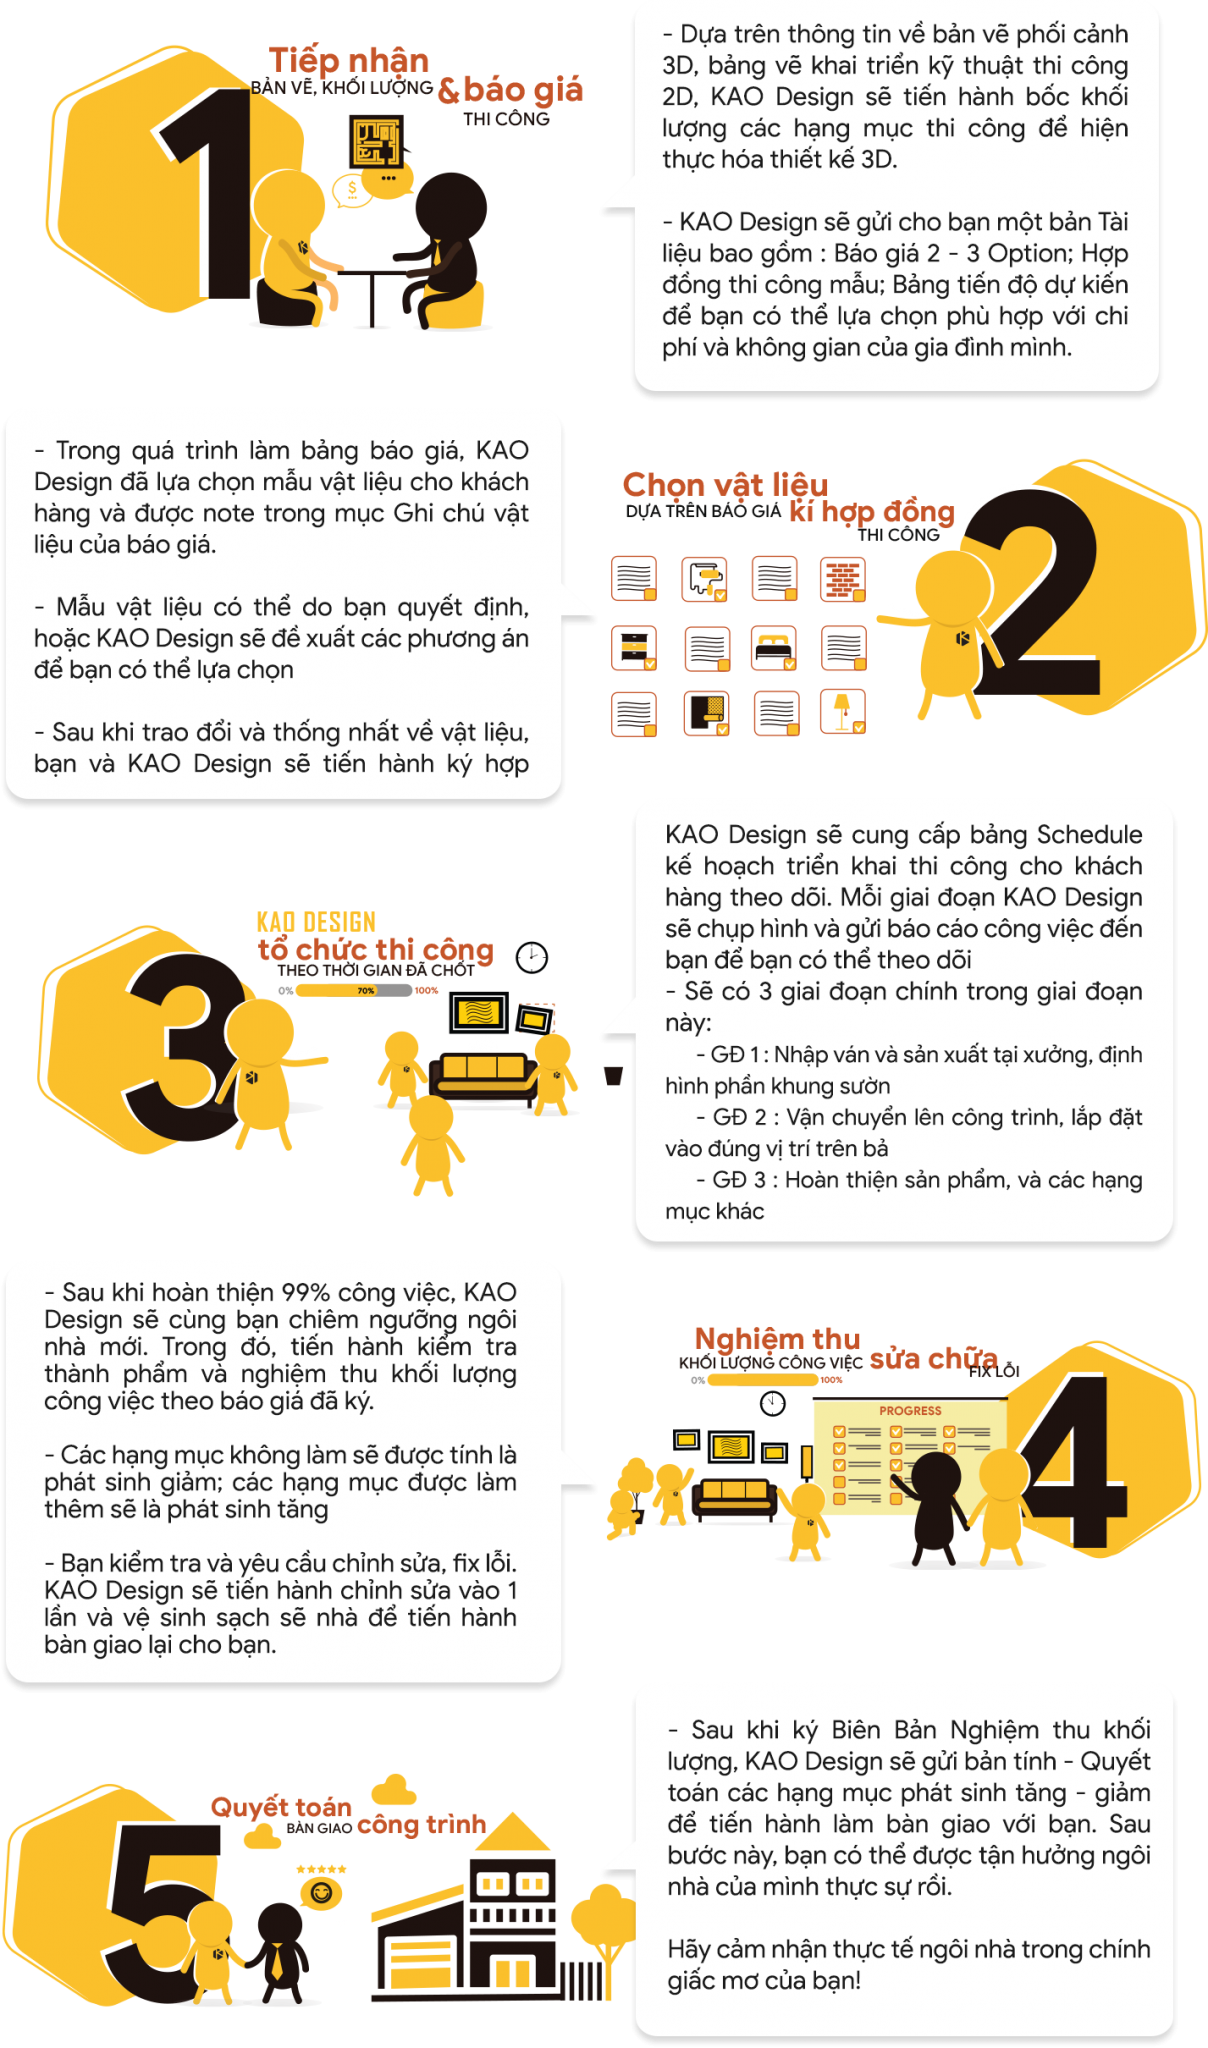 Tiếp nhận
BẢN VẼ, KHỐI LƯỢNG & báo giá
THI CÔNG
$
- Dựa trên thông tin về bản vẽ phối cảnh
3D, bảng vẽ khai triển kỹ thuật thi công
2D, KAO Design sẽ tiến hành bốc khối
lượng các hạng mục thi công để hiện
thực hóa thiết kế 3D.
- KAO Design sẽ gửi cho bạn một bản Tài
liệu bao gồm : Báo giá 2 - 3 Option; Hợp
đồng thi công mẫu; Bảng tiến độ dự kiến
để bạn có thể lựa chọn phù hợp với chi
phí và không gian của gia đình mình.
1
- Trong quá trình làm bảng báo giá, KAO
Design đã lựa chọn mẫu vật liệu cho khách
hàng và được note trong mục Ghi chú vật
liệu của báo giá.
- Mẫu vật liệu có thể do bạn quyết định,
hoặc KAO Design sẽ đề xuất các phương án
để bạn có thể lựa chọn
- Sau khi trao đổi và thống nhất về vật liệu,
bạn và KAO Design sẽ tiến hành ký hợp
Chọn vật liệu
DỰA TRÊN BÁO GIÁ kí hợp đồng
THI CÔNG
2
KAO DESIGN
tổ chức thi công
THEO THỜI GIAN ĐÃ CHỐT
0% 70% 100%
3
KAO Design sẽ cung cấp bảng Schedule
kế hoạch triển khai thi công cho khách
hàng theo dõi. Mỗi giai đoạn KAO Design
sẽ chụp hình và gửi báo cáo công việc đến
bạn để bạn có thể theo dõi
- Sẽ có 3 giai đoạn chính trong giai đoạn
này:
- GĐ 1 : Nhập ván và sản xuất tại xưởng, định
hình phần khung sườn
- GĐ 2 : Vận chuyển lên công trình, lắp đặt
vào đúng vị trí trên bả
- GĐ 3 : Hoàn thiện sản phẩm, và các hạng
mục khác
- Sau khi hoàn thiện 99% công việc, KAO
Design sẽ cùng bạn chiêm ngưỡng ngôi
nhà mới. Trong đó, tiến hành kiểm tra
thành phẩm và nghiệm thu khối lượng
công việc theo báo giá đã ký.
- Các hạng mục không làm sẽ được tính là
phát sinh giảm; các hạng mục được làm
thêm sẽ là phát sinh tăng
- Bạn kiểm tra và yêu cầu chỉnh sửa, fix lỗi.
KAO Design sẽ tiến hành chỉnh sửa vào 1
lần và vệ sinh sạch sẽ nhà để tiến hành
bàn giao lại cho bạn.
Nghiệm thu
KHỐI LƯỢNG CÔNG VIỆC sửa chữa
FIX LỖI
0% 100%
PROGRESS
4
Quyết toán
BÀN GIAO công trình
5
- Sau khi ký Biên Bản Nghiệm thu khối
lượng, KAO Design sẽ gửi bản tính - Quyết
toán các hạng mục phát sinh tăng - giảm
để tiến hành làm bàn giao với bạn. Sau
bước này, bạn có thể được tận hưởng ngôi
nhà của mình thực sự rồi.
Hãy cảm nhận thực tế ngôi nhà trong chính
giấc mơ của bạn!